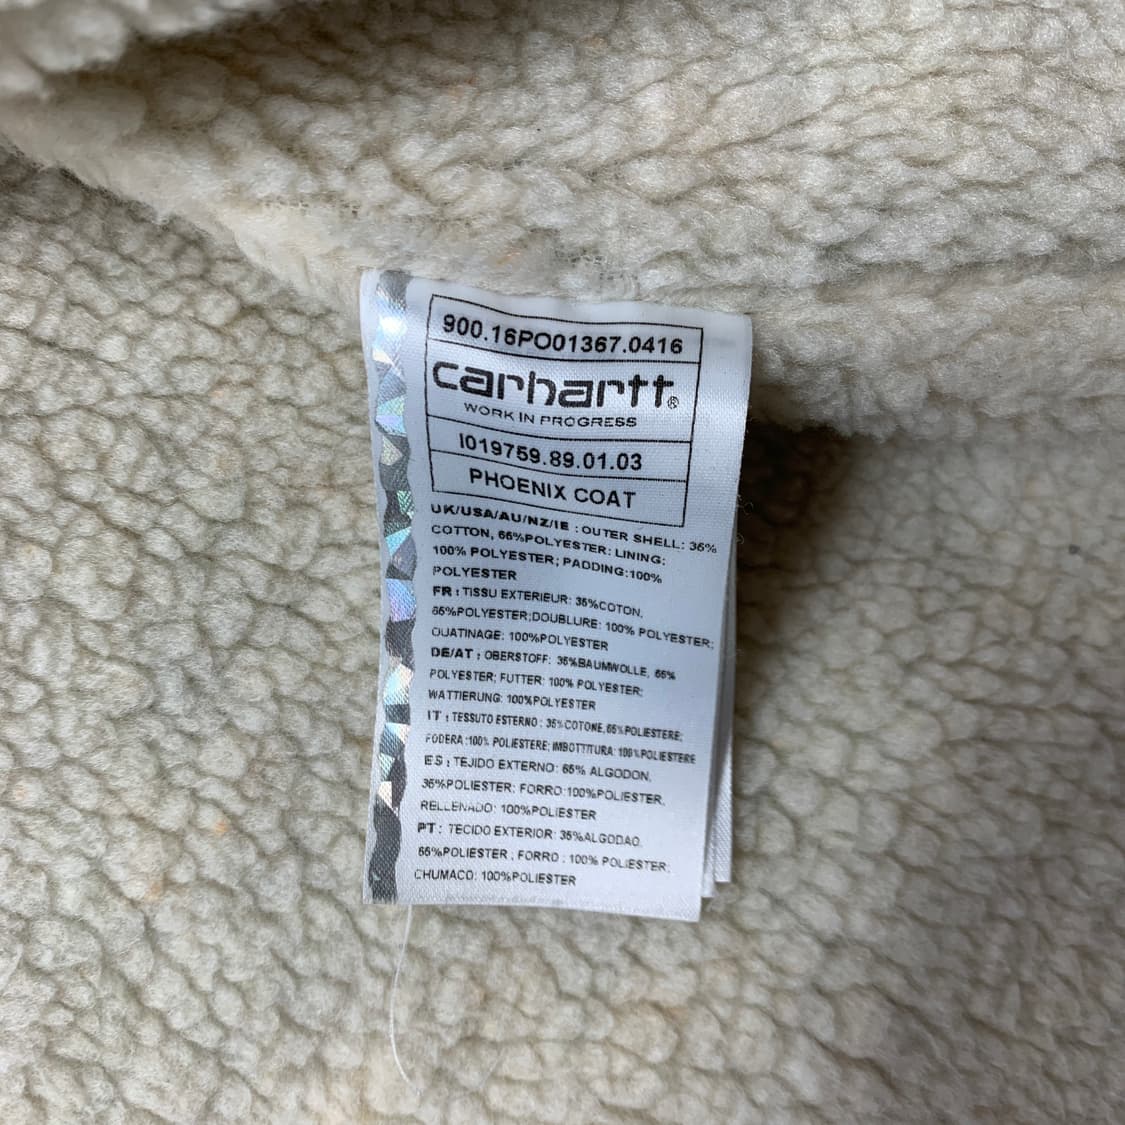 900.16PO01367.0416
carhartt®
WORK IN PROGRESS
I019759.89.01.03
PHOENIX COAT
UK/USA/AU/NZ/IE : OUTER SHELL: 35%
COTTON, 65%POLYESTER: LINING:
100% POLYESTER; PADDING:100%
POLYESTER
FR : TISSU EXTERIEUR: 35%COTON,
65%POLYESTER;DOUBLURE: 100% POLYESTER;
OUATINAGE: 100%POLYESTER
DE/AT : OBERSTOFF: 35%BAUMWOLLE, 65%
POLYESTER; FUTTER: 100% POLYESTER;
WATTIERUNG: 100%POLYESTER
IT : TESSUTO ESTERNO : 35%COTONE,65%POLIESTERE;
FODERA :100% POLIESTERE; IMBOTTITURA: 100%POLIESTERE
ES : TEJIDO EXTERNO: 65% ALGODON,
35%POLIESTER; FORRO:100%POLIESTER,
RELLENADO: 100%POLIESTER
PT : TECIDO EXTERIOR: 35%ALGODAO,
65%POLIESTER ; FORRO : 100% POLIESTER;
CHUMACO: 100%POLIESTER